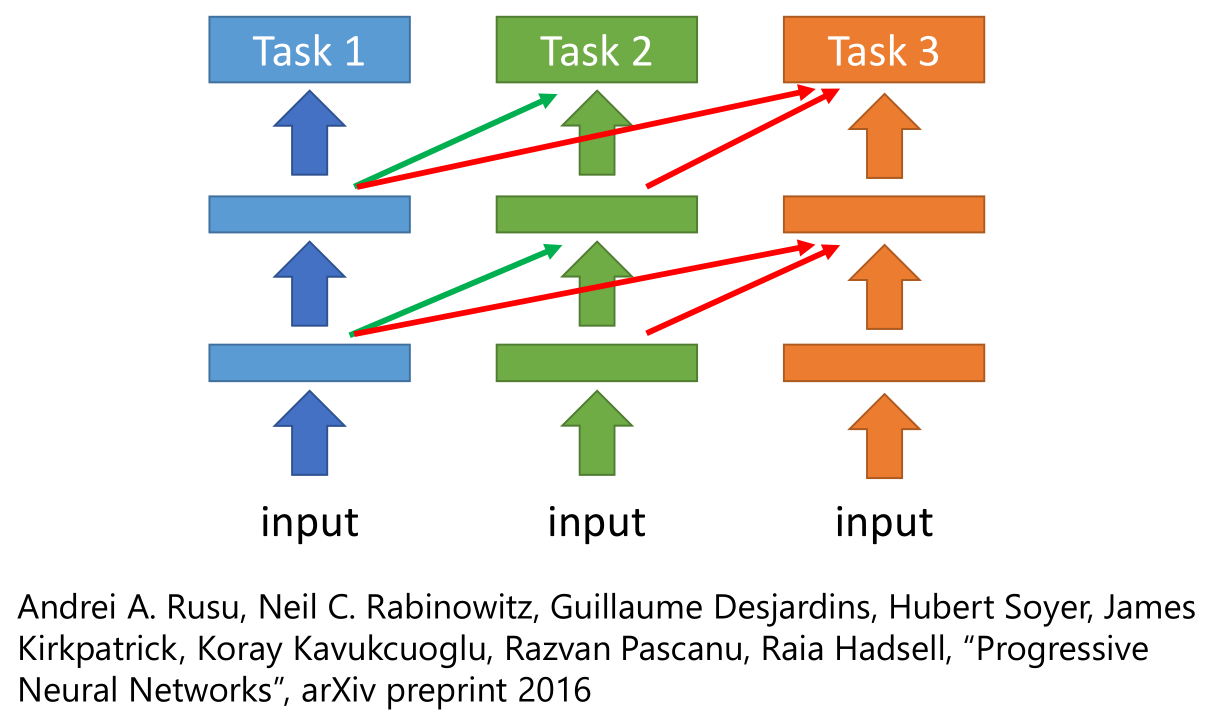 Task 1
Task 2
Task 3
input
input
input
Andrei A. Rusu, Neil C. Rabinowitz, Guillaume Desjardins, Hubert Soyer, James
Kirkpatrick, Koray Kavukcuoglu, Razvan Pascanu, Raia Hadsell, “Progressive
Neural Networks”, arXiv preprint 2016